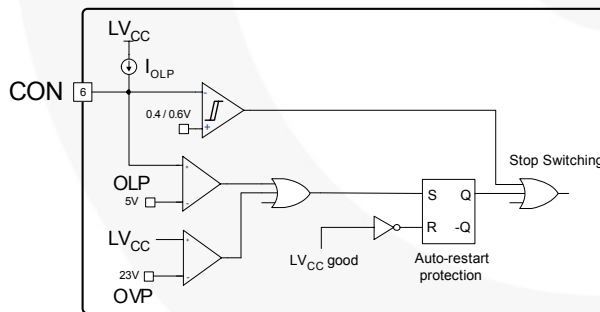 LVCC
IOLP
CON
6
0.4 / 0.6V
-
+
Stop Switching
OLP
5V
+
-
S Q
R -Q
LVCC
LVCC good
Auto-restart
protection
23V
+
-
OVP